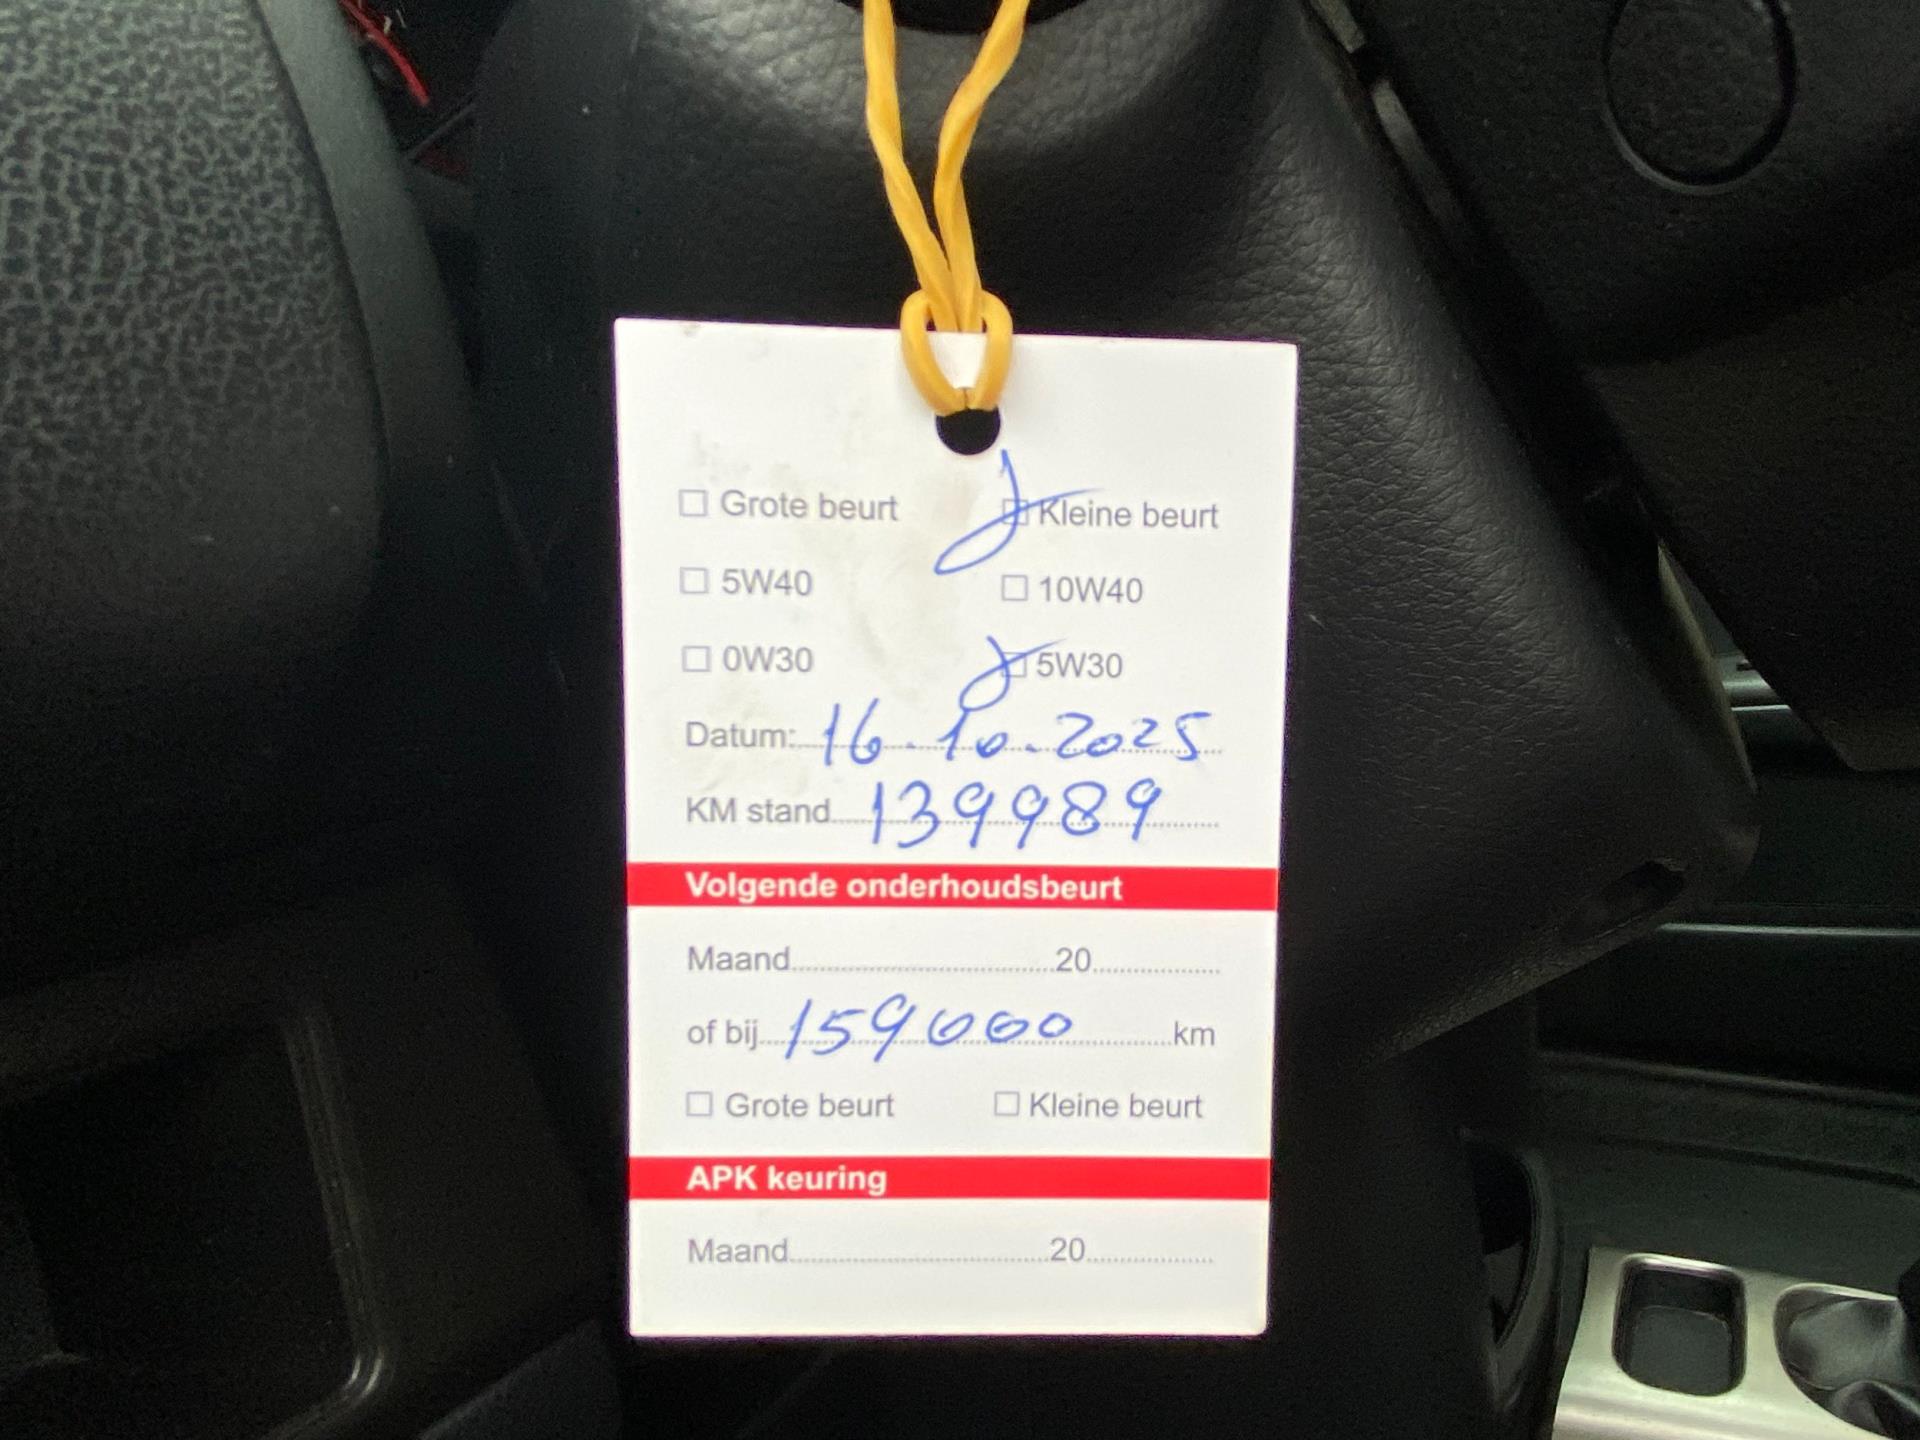 ☐ Grote beurt ☑ Kleine beurt
☐ 5W40 ☐ 10W40
☐ 0W30 ☑ 5W30
Datum: 16-10-2025
KM stand 139989
Volgende onderhoudsbeurt
Maand 20
of bij 159000 km
☐ Grote beurt ☐ Kleine beurt
APK keuring
Maand 20